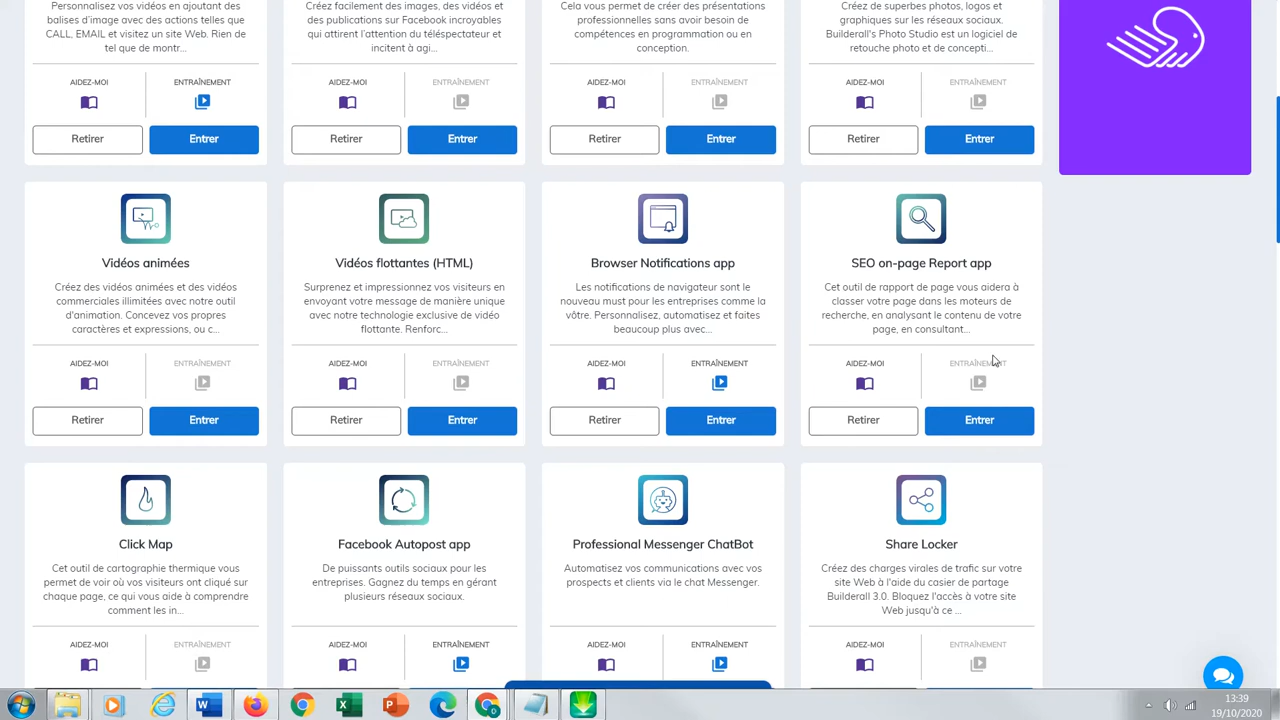 Personnalisez vos vidéos en ajoutant des
balises d'image avec des actions telles que
CALL, EMAIL et visitez un site Web. Rien de
tel que de montr...
Créez facilement des images, des vidéos et
des publications sur Facebook incroyables
qui attirent l'attention du téléspectateur et
incitent à agi...
Cela vous permet de créer des présentations
professionnelles sans avoir besoin de
compétences en programmation ou en
conception.
Créez de superbes photos, logos et
graphiques sur les réseaux sociaux.
Builderall's Photo Studio est un logiciel de
retouche photo et de concepti...
AIDEZ-MOI
ENTRAÎNEMENT
AIDEZ-MOI
ENTRAÎNEMENT
AIDEZ-MOI
ENTRAÎNEMENT
AIDEZ-MOI
ENTRAÎNEMENT
Retirer
Entrer
Retirer
Entrer
Retirer
Entrer
Retirer
Entrer
Vidéos animées
Créez des vidéos animées et des vidéos
commerciales illimitées avec notre outil
d'animation. Concevez vos propres
caractères et expressions, ou c...
Vidéos flottantes (HTML)
Surprenez et impressionnez vos visiteurs en
envoyant votre message de manière unique
avec notre technologie exclusive de vidéo
flottante. Renforc...
Browser Notifications app
Les notifications de navigateur sont le
nouveau must pour les entreprises comme la
vôtre. Personnalisez, automatisez et faites
beaucoup plus avec...
SEO on-page Report app
Cet outil de rapport de page vous aidera à
classer votre page dans les moteurs de
recherche, en analysant le contenu de votre
page, en consultant...
AIDEZ-MOI
ENTRAÎNEMENT
AIDEZ-MOI
ENTRAÎNEMENT
AIDEZ-MOI
ENTRAÎNEMENT
AIDEZ-MOI
ENTRAÎNEMENT
Retirer
Entrer
Retirer
Entrer
Retirer
Entrer
Retirer
Entrer
Click Map
Cet outil de cartographie thermique vous
permet de voir où vos visiteurs ont cliqué sur
chaque page, ce qui vous aide à comprendre
comment les in...
Facebook Autopost app
De puissants outils sociaux pour les
entreprises. Gagnez du temps en gérant
plusieurs réseaux sociaux.
Professional Messenger ChatBot
Automatisez vos communications avec vos
prospects et clients via le chat Messenger.
Share Locker
Créez des charges virales de trafic sur votre
site Web à l'aide du casier de partage
Builderall 3.0. Bloquez l'accès à votre site
Web jusqu'à ce ...
AIDEZ-MOI
ENTRAÎNEMENT
AIDEZ-MOI
ENTRAÎNEMENT
AIDEZ-MOI
ENTRAÎNEMENT
AIDEZ-MOI
ENTRAÎNEMENT
13:39
19/10/2020